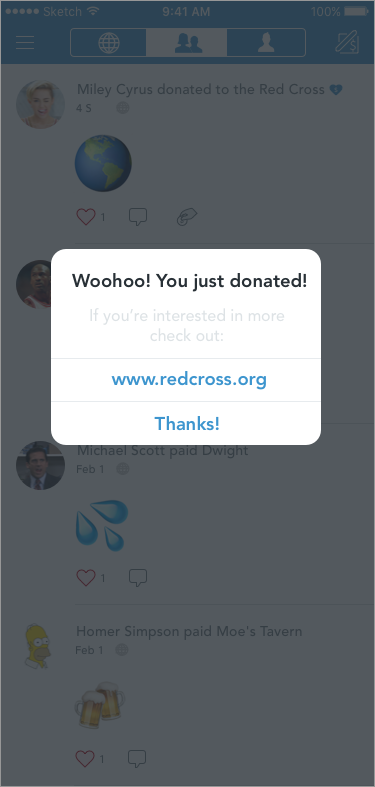 Sketch 9:41 AM 100%
Miley Cyrus donated to the Red Cross
4 S
1
Woohoo! You just donated!
If you're interested in more
check out:
www.redcross.org
Thanks!
Michael Scott paid Dwight
Feb 1
1
Homer Simpson paid Moe's Tavern
Feb 1
1